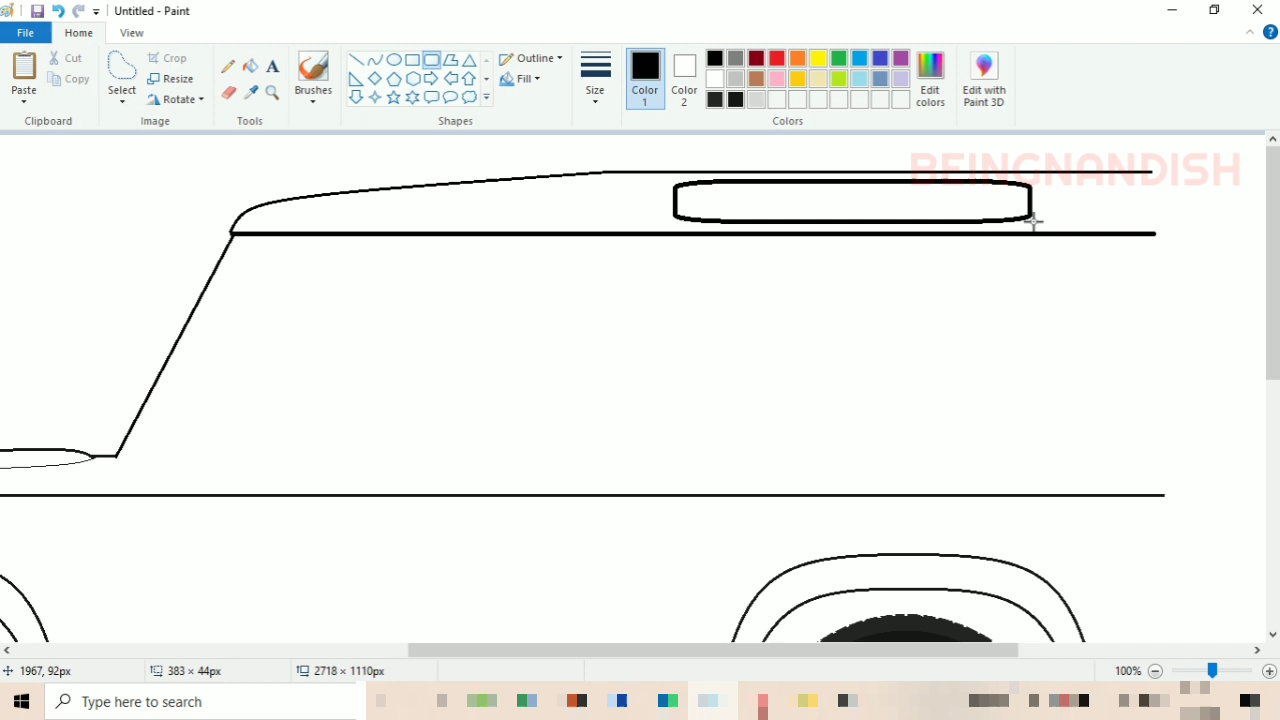 Untitled - Paint
File
Home
View
Paste
Cut
Copy
Clipboard
Select
Crop
Resize
Rotate
Image
A
Tools
Brushes
Outline
Fill
Shapes
Size
Color 1
Color 2
Edit colors
Edit with Paint 3D
Colors
BEINGNANDISH
1967, 92px
383 × 44px
2718 × 1110px
100%
Type here to search